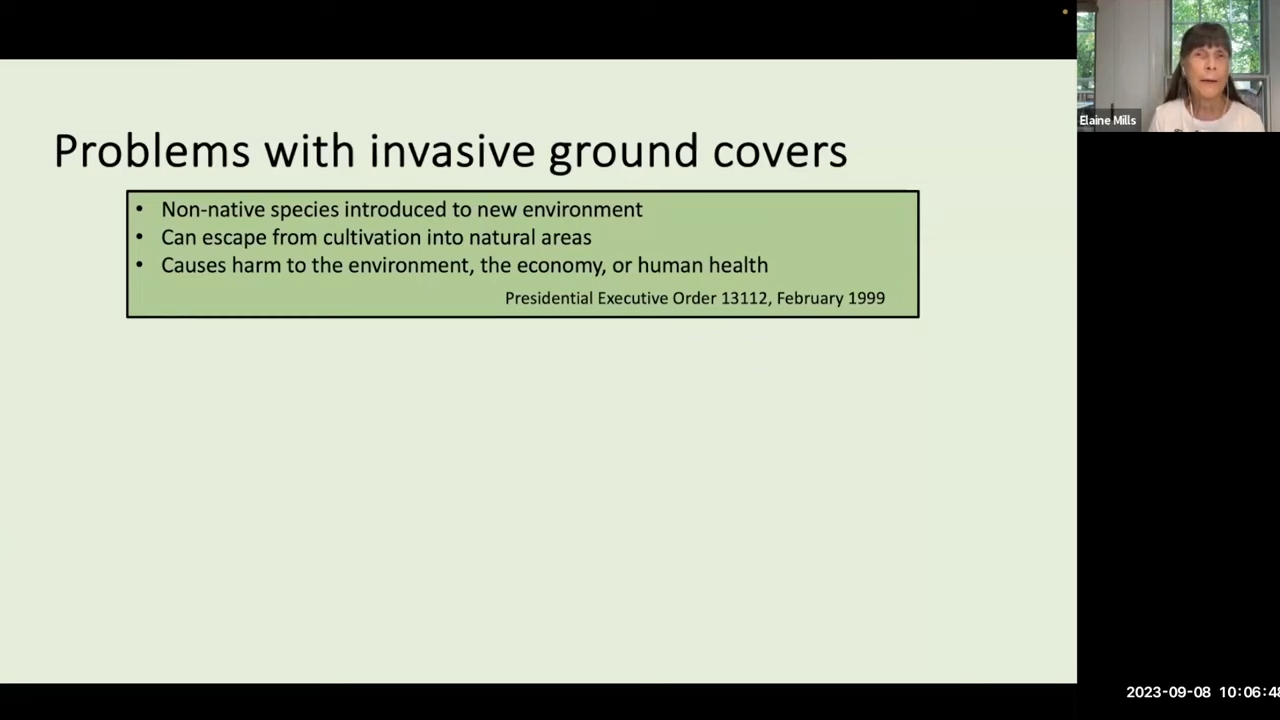 Problems with invasive ground covers
• Non-native species introduced to new environment
• Can escape from cultivation into natural areas
• Causes harm to the environment, the economy, or human health
Presidential Executive Order 13112, February 1999
Elaine Mills
2023-09-08 10:06:48